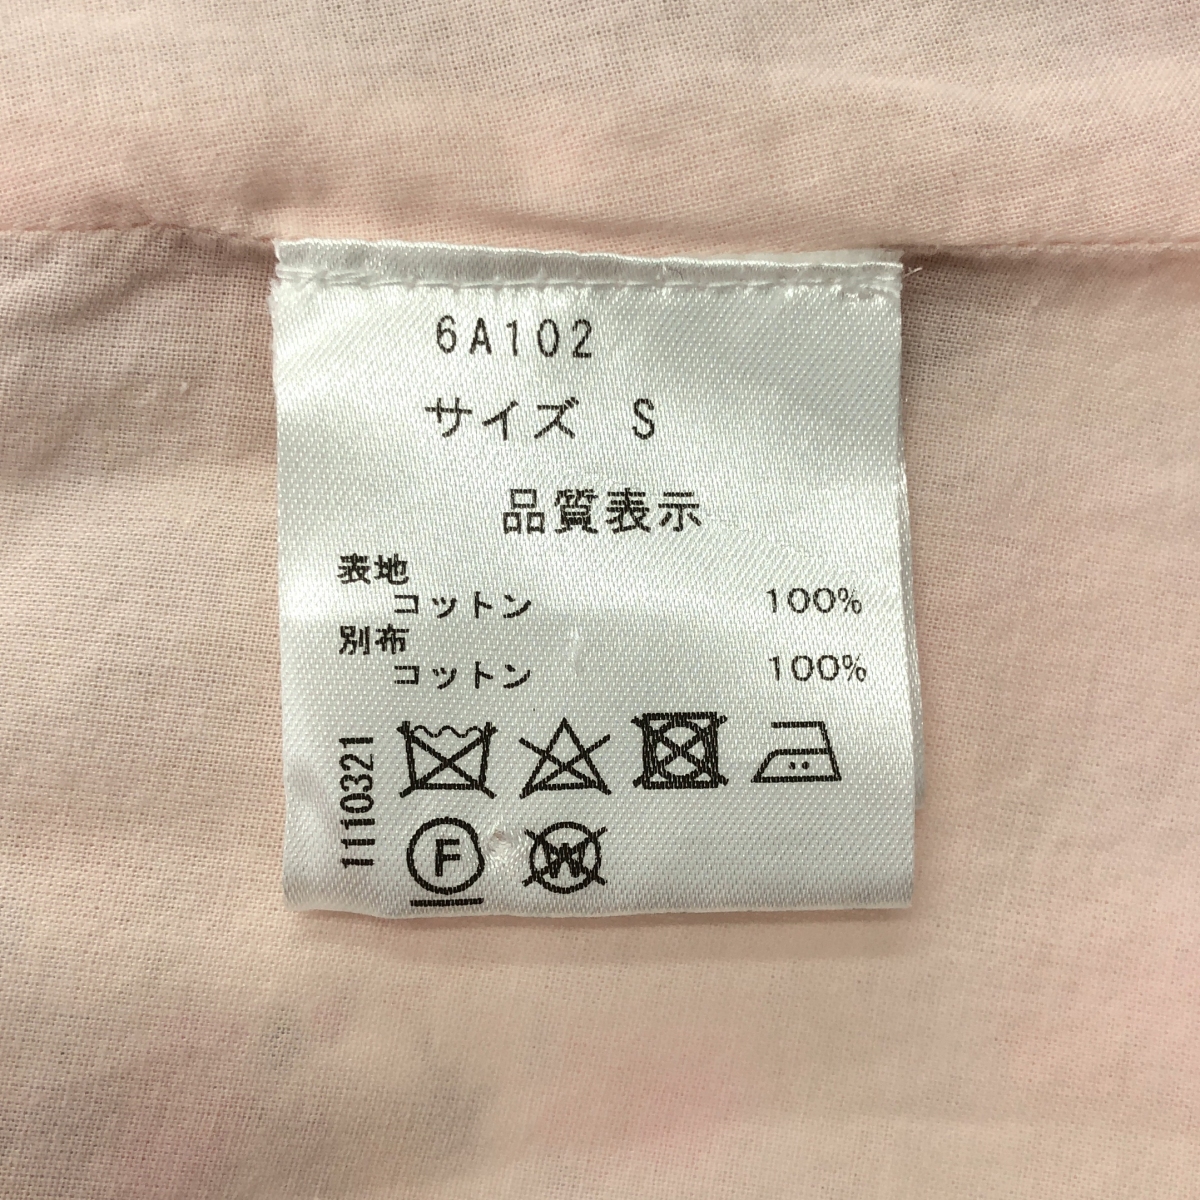 6A102
サイズ S
品質表示
表地
コットン 100%
別布
コットン 100%
1110321
F
W